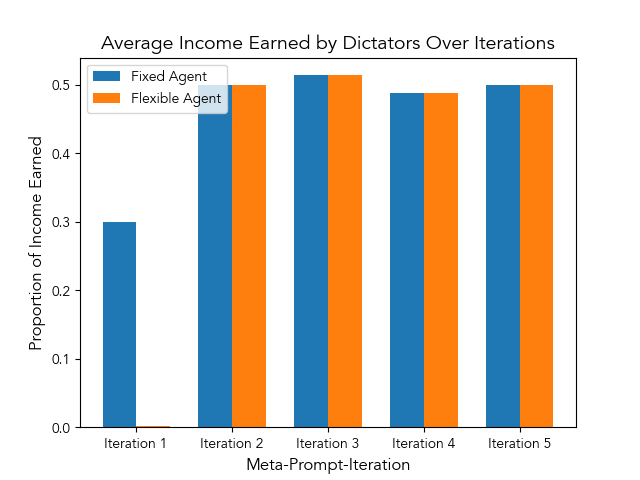 Average Income Earned by Dictators Over Iterations
Fixed Agent
Flexible Agent
Proportion of Income Earned
0.5
0.4
0.3
0.2
0.1
0.0
Iteration 1 Iteration 2 Iteration 3 Iteration 4 Iteration 5
Meta-Prompt-Iteration